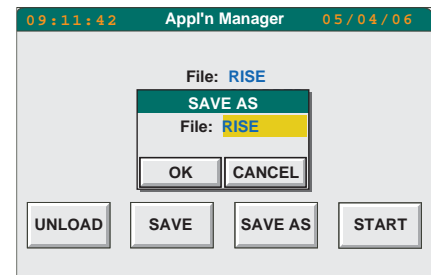 09:11:42 Appl'n Manager 05/04/06
File: RISE
SAVE AS
File: RISE
OK CANCEL
UNLOAD SAVE SAVE AS START